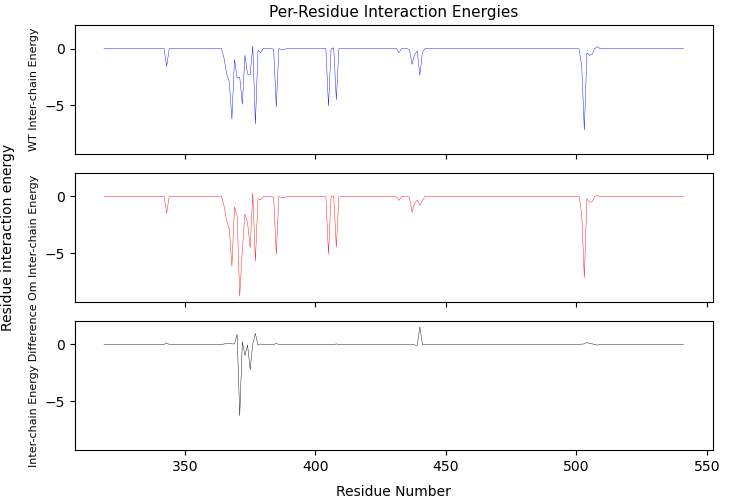 Per-Residue Interaction Energies
Residue interaction energy
WT Inter-chain Energy
0
−5
Om Inter-chain Energy
0
−5
Inter-chain Energy Difference
0
−5
350
400
450
500
550
Residue Number